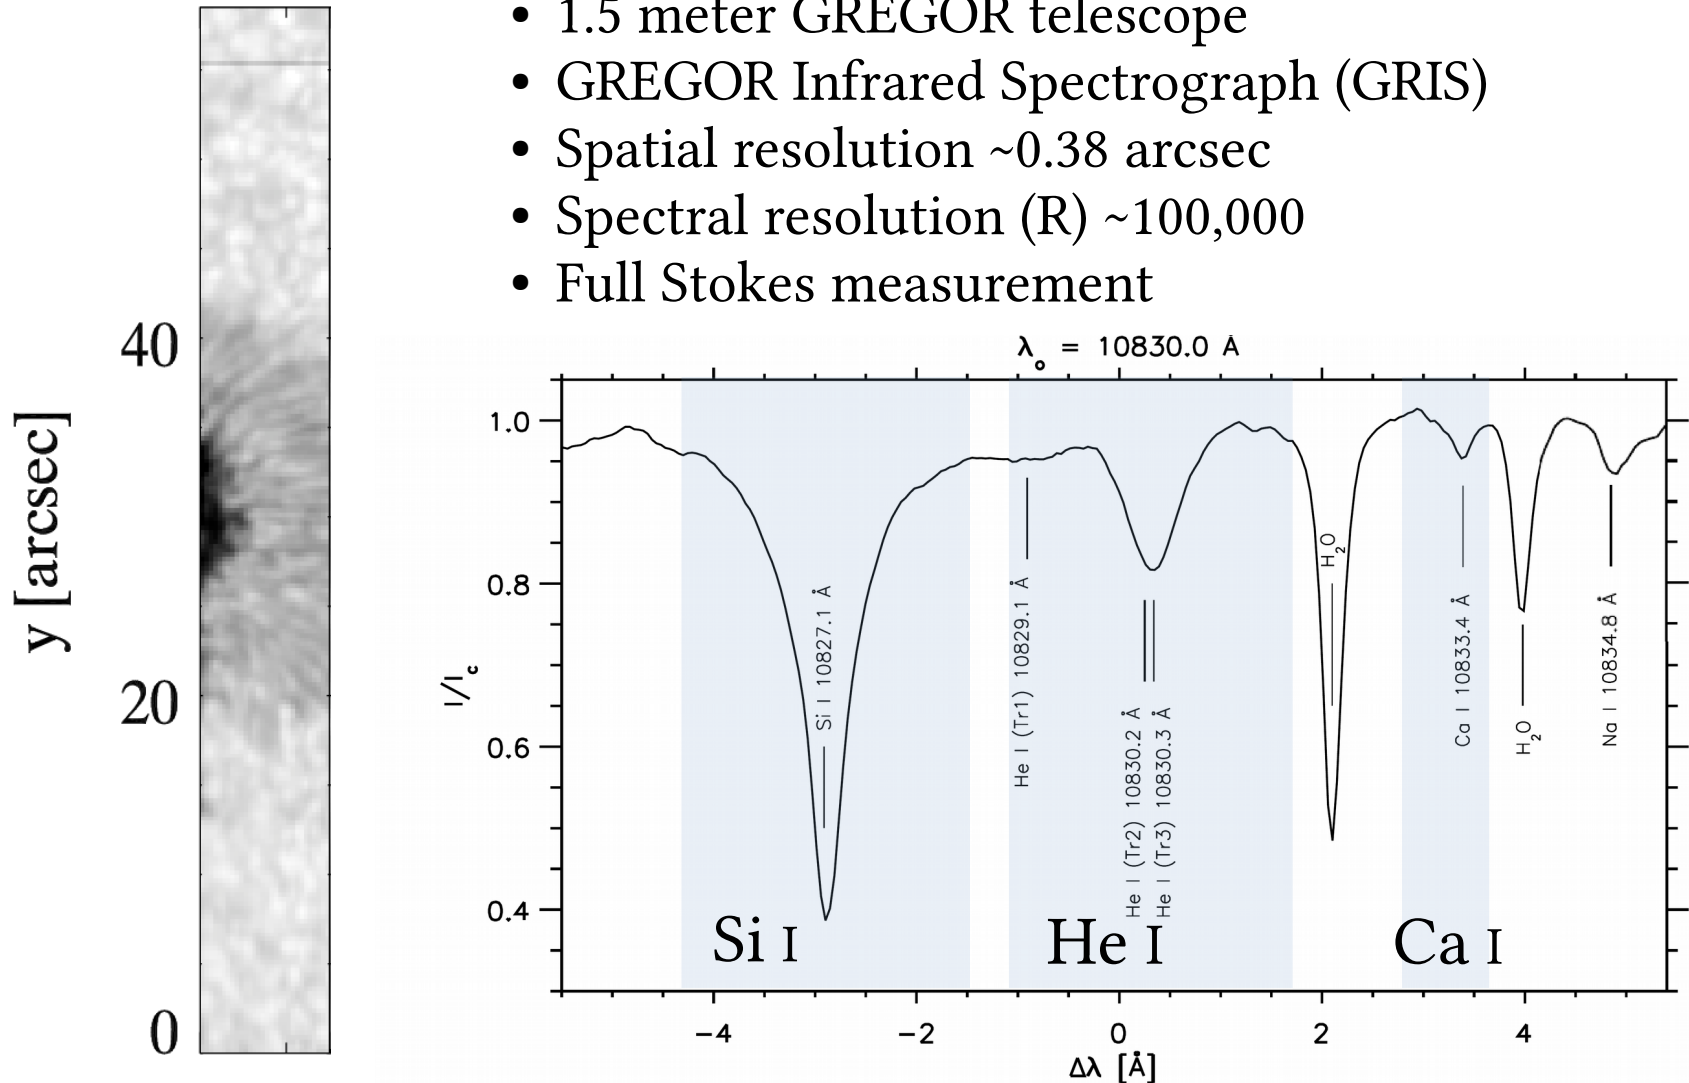 • 1.5 meter GREGOR telescope
• GREGOR Infrared Spectrograph (GRIS)
• Spatial resolution ~0.38 arcsec
• Spectral resolution (R) ~100,000
• Full Stokes measurement
y [arcsec]
40
20
0
λo = 10830.0 Å
I/Ic
1.0
0.8
0.6
0.4
Si I 10827.1 Å
He I (Tr1) 10829.1 Å
He I (Tr2) 10830.2 Å
He I (Tr3) 10830.3 Å
H2O
Ca I 10833.4 Å
H2O
Na I 10834.8 Å
Si I
He I
Ca I
−4
−2
0
2
4
Δλ [Å]